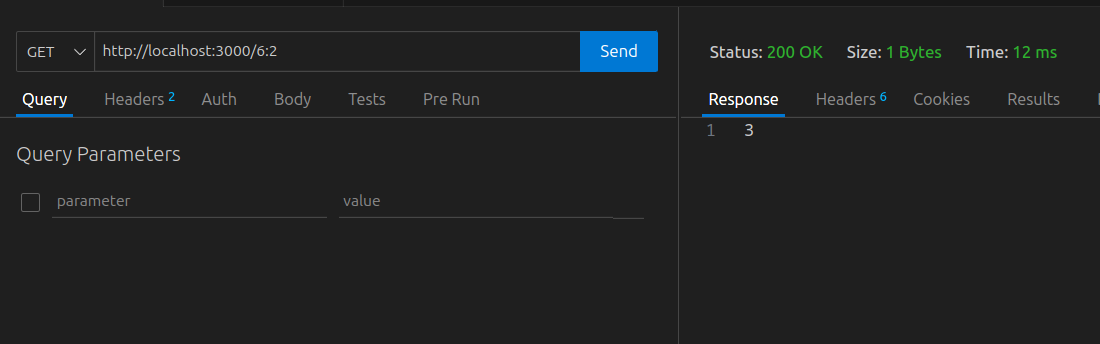 GET http://localhost:3000/6:2 Send
Query Headers 2 Auth Body Tests Pre Run
Query Parameters
parameter value
Status: 200 OK Size: 1 Bytes Time: 12 ms
Response Headers 6 Cookies Results
1 3